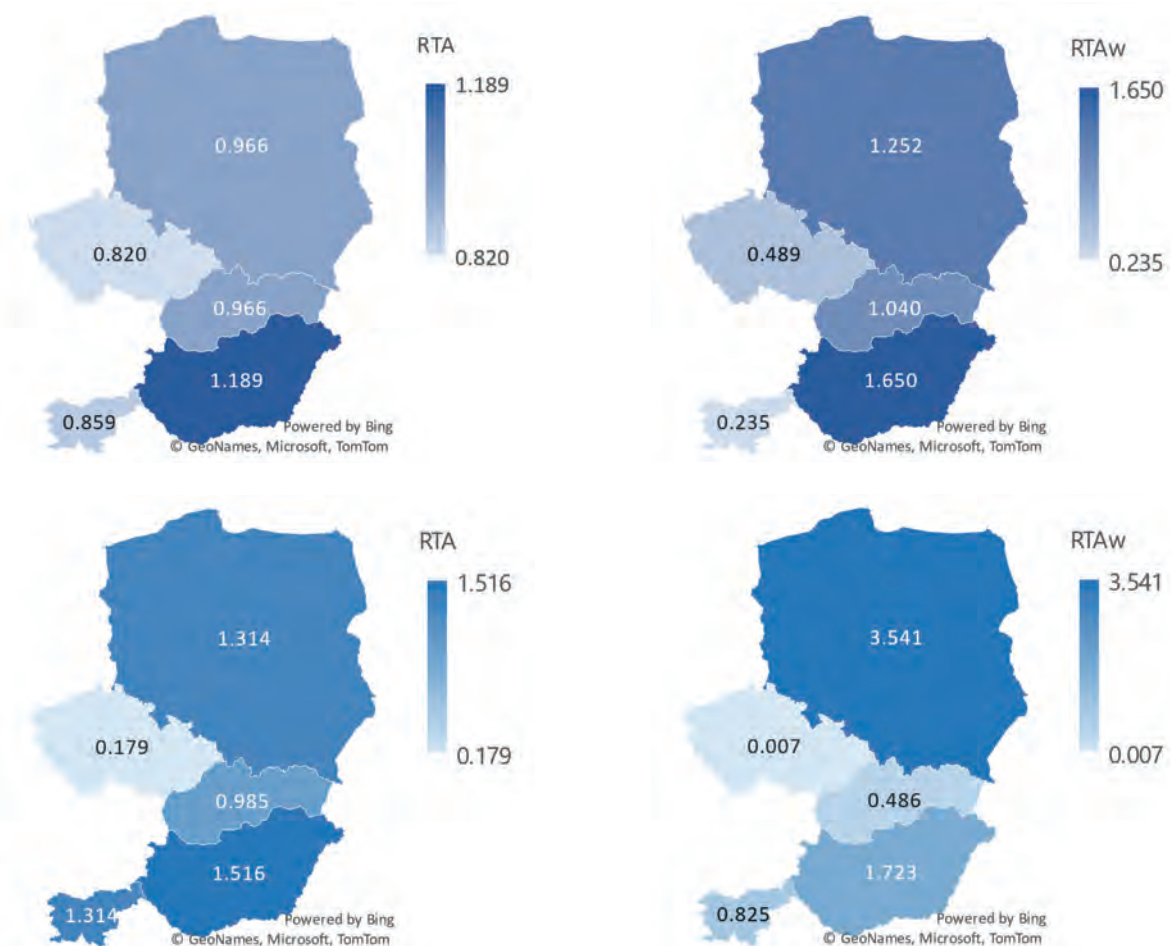 RTA
1.189
0.966
0.820
0.820
0.966
1.189
0.859
Powered by Bing
© GeoNames, Microsoft, TomTom
RTAw
1.650
1.252
0.489
0.235
1.040
1.650
0.235
Powered by Bing
© GeoNames, Microsoft, TomTom
RTA
1.516
1.314
0.179
0.179
0.985
1.516
1.314
Powered by Bing
© GeoNames, Microsoft, TomTom
RTAw
3.541
3.541
0.007
0.007
0.486
1.723
0.825
Powered by Bing
© GeoNames, Microsoft, TomTom